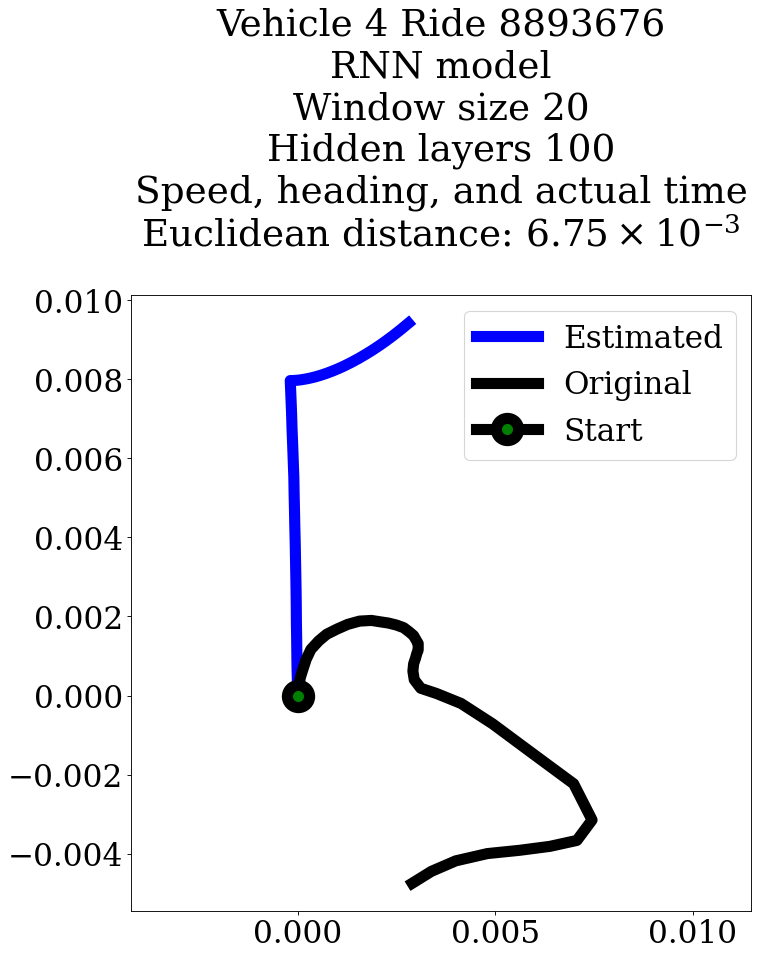 Vehicle 4 Ride 8893676
RNN model
Window size 20
Hidden layers 100
Speed, heading, and actual time
Euclidean distance: 6.75 × 10⁻³
0.010
0.008
0.006
0.004
0.002
0.000
−0.002
−0.004
Estimated
Original
Start
0.000 0.005 0.010